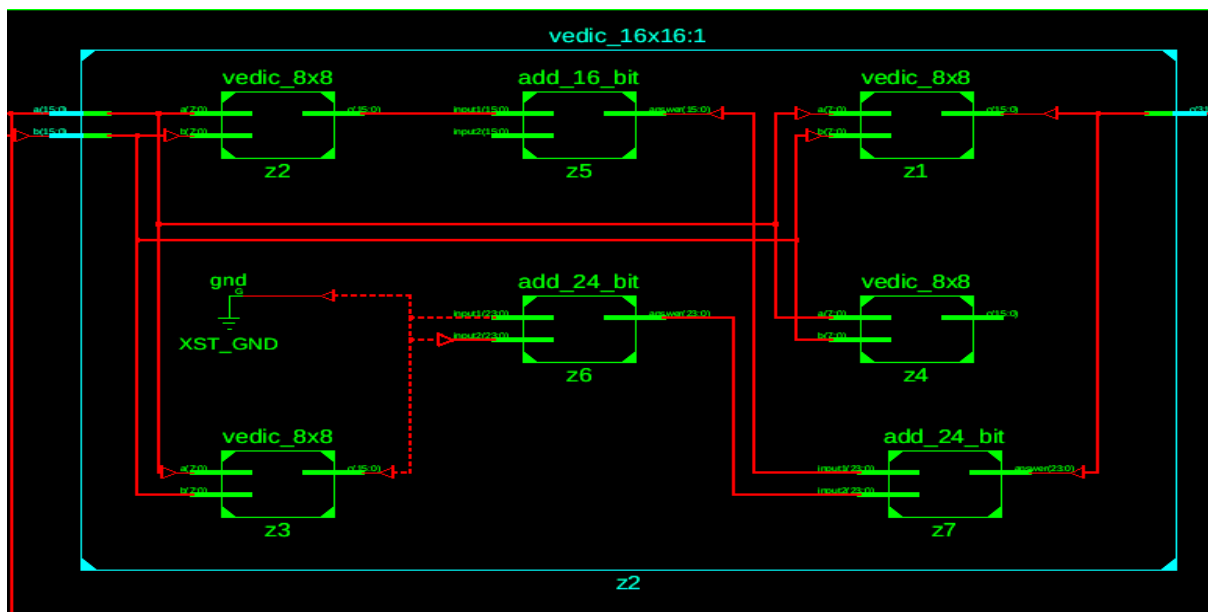 vedic_16x16:1
vedic_8x8 add_16_bit vedic_8x8
a(15:0) a(7:0) o(15:0) input1(15:0) answer(15:0) a(7:0) o(15:0)
b(15:0) b(7:0) input2(15:0) b(7:0)
z2 z5 z1
gnd add_24_bit vedic_8x8
G
input1(23:0) answer(23:0) a(7:0) o(15:0)
XST_GND input2(23:0) b(7:0)
z6 z4
vedic_8x8 add_24_bit
a(7:0) o(15:0) input1(23:0) answer(23:0)
b(7:0) input2(23:0)
z3 z7
z2